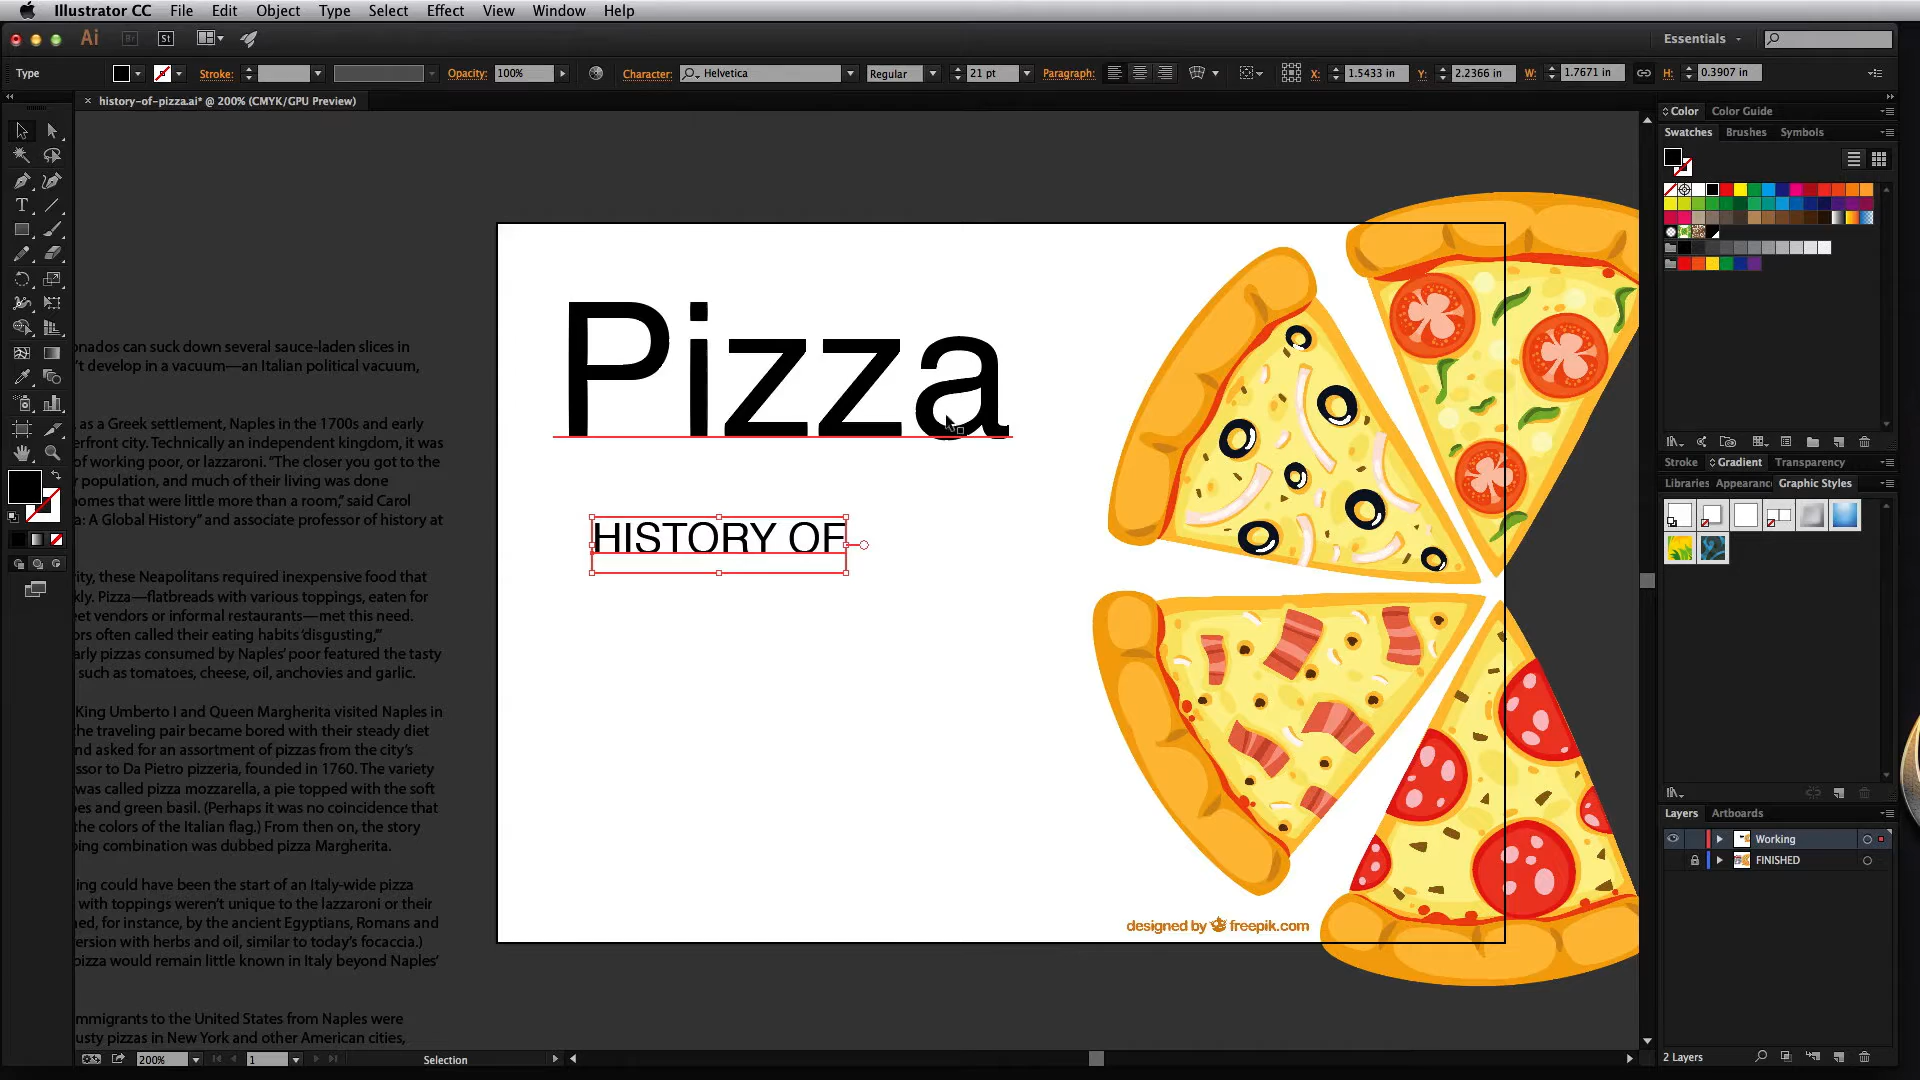 Illustrator CC File Edit Object Type Select Effect View Window Help
Ai Br St Essentials
Type Stroke: Opacity: 100% Character: Helvetica Regular 21 pt Paragraph: X: 1.5433 in Y: 2.2366 in W: 1.7671 in H: 0.3907 in
history-of-pizza.ai* @ 200% (CMYK/GPU Preview)
Pizza
HISTORY OF
designed by freepik.com
onados can suck down several sauce-laden slices in
't develop in a vacuum—an Italian political vacuum,
as a Greek settlement, Naples in the 1700s and early
erfront city. Technically an independent kingdom, it was
of working poor, or lazzaroni. "The closer you got to the
r population, and much of their living was done
homes that were little more than a room," said Carol
a: A Global History" and associate professor of history at
ity, these Neapolitans required inexpensive food that
kly. Pizza—flatbreads with various toppings, eaten for
eet vendors or informal restaurants—met this need.
ors often called their eating habits 'disgusting,'"
arly pizzas consumed by Naples' poor featured the tasty
such as tomatoes, cheese, oil, anchovies and garlic.
King Umberto I and Queen Margherita visited Naples in
he traveling pair became bored with their steady diet
nd asked for an assortment of pizzas from the city's
ssor to Da Pietro pizzeria, founded in 1760. The variety
was called pizza mozzarella, a pie topped with the soft
es and green basil. (Perhaps it was no coincidence that
the colors of the Italian flag.) From then on, the story
ping combination was dubbed pizza Margherita.
ing could have been the start of an Italy-wide pizza
with toppings weren't unique to the lazzaroni or their
ned, for instance, by the ancient Egyptians, Romans and
ersion with herbs and oil, similar to today's focaccia.)
pizza would remain little known in Italy beyond Naples'
mmigrants to the United States from Naples were
usty pizzas in New York and other American cities,
200% 1 Selection
Color Color Guide
Swatches Brushes Symbols
Stroke Gradient Transparency
Libraries Appearanc Graphic Styles
Layers Artboards
Working
FINISHED
2 Layers